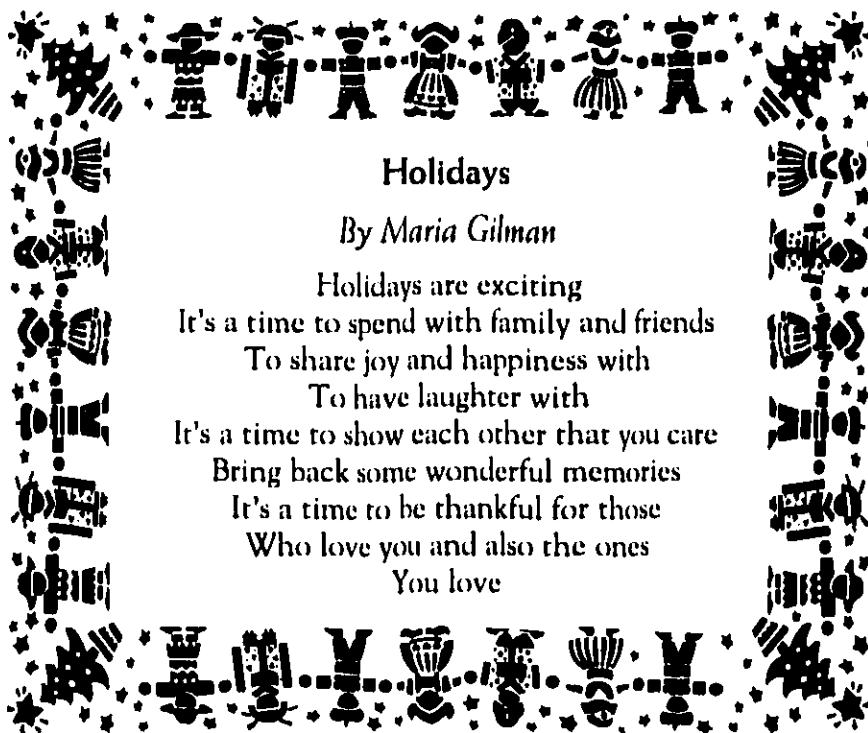 Holidays
By Maria Gilman
Holidays are exciting
It's a time to spend with family and friends
To share joy and happiness with
To have laughter with
It's a time to show each other that you care
Bring back some wonderful memories
It's a time to be thankful for those
Who love you and also the ones
You love